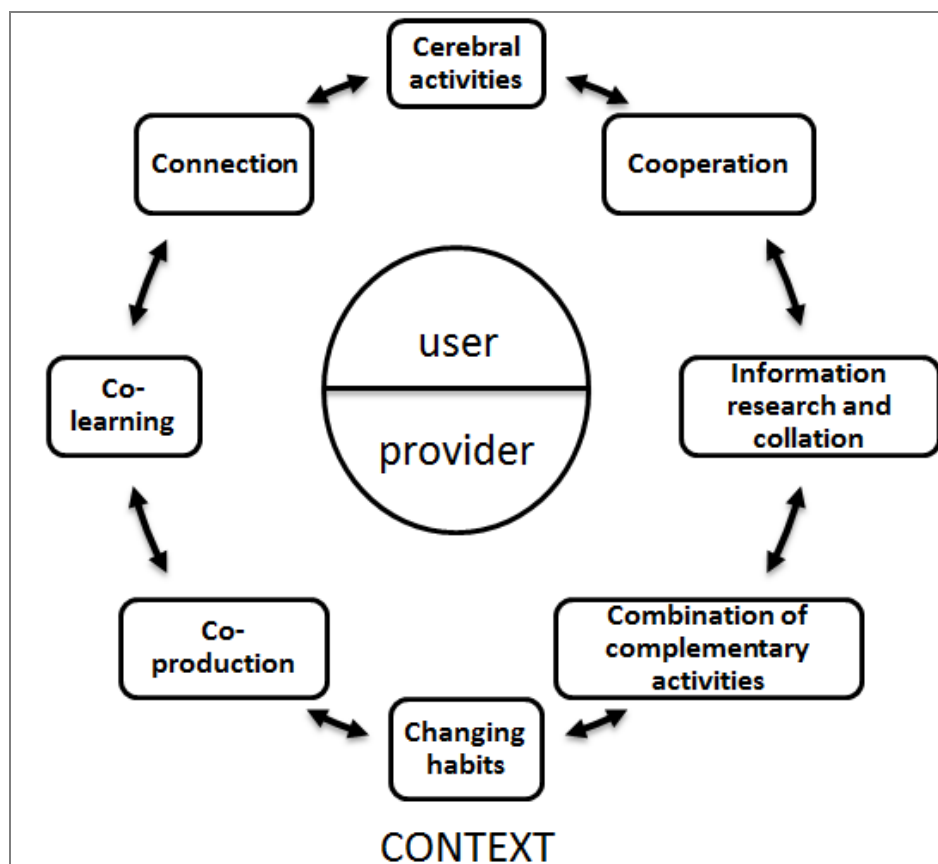 Cerebral
activities
Connection
Cooperation
user
provider
Co-
learning
Information
research and
collation
Co-
production
Combination of
complementary
activities
Changing
habits
CONTEXT